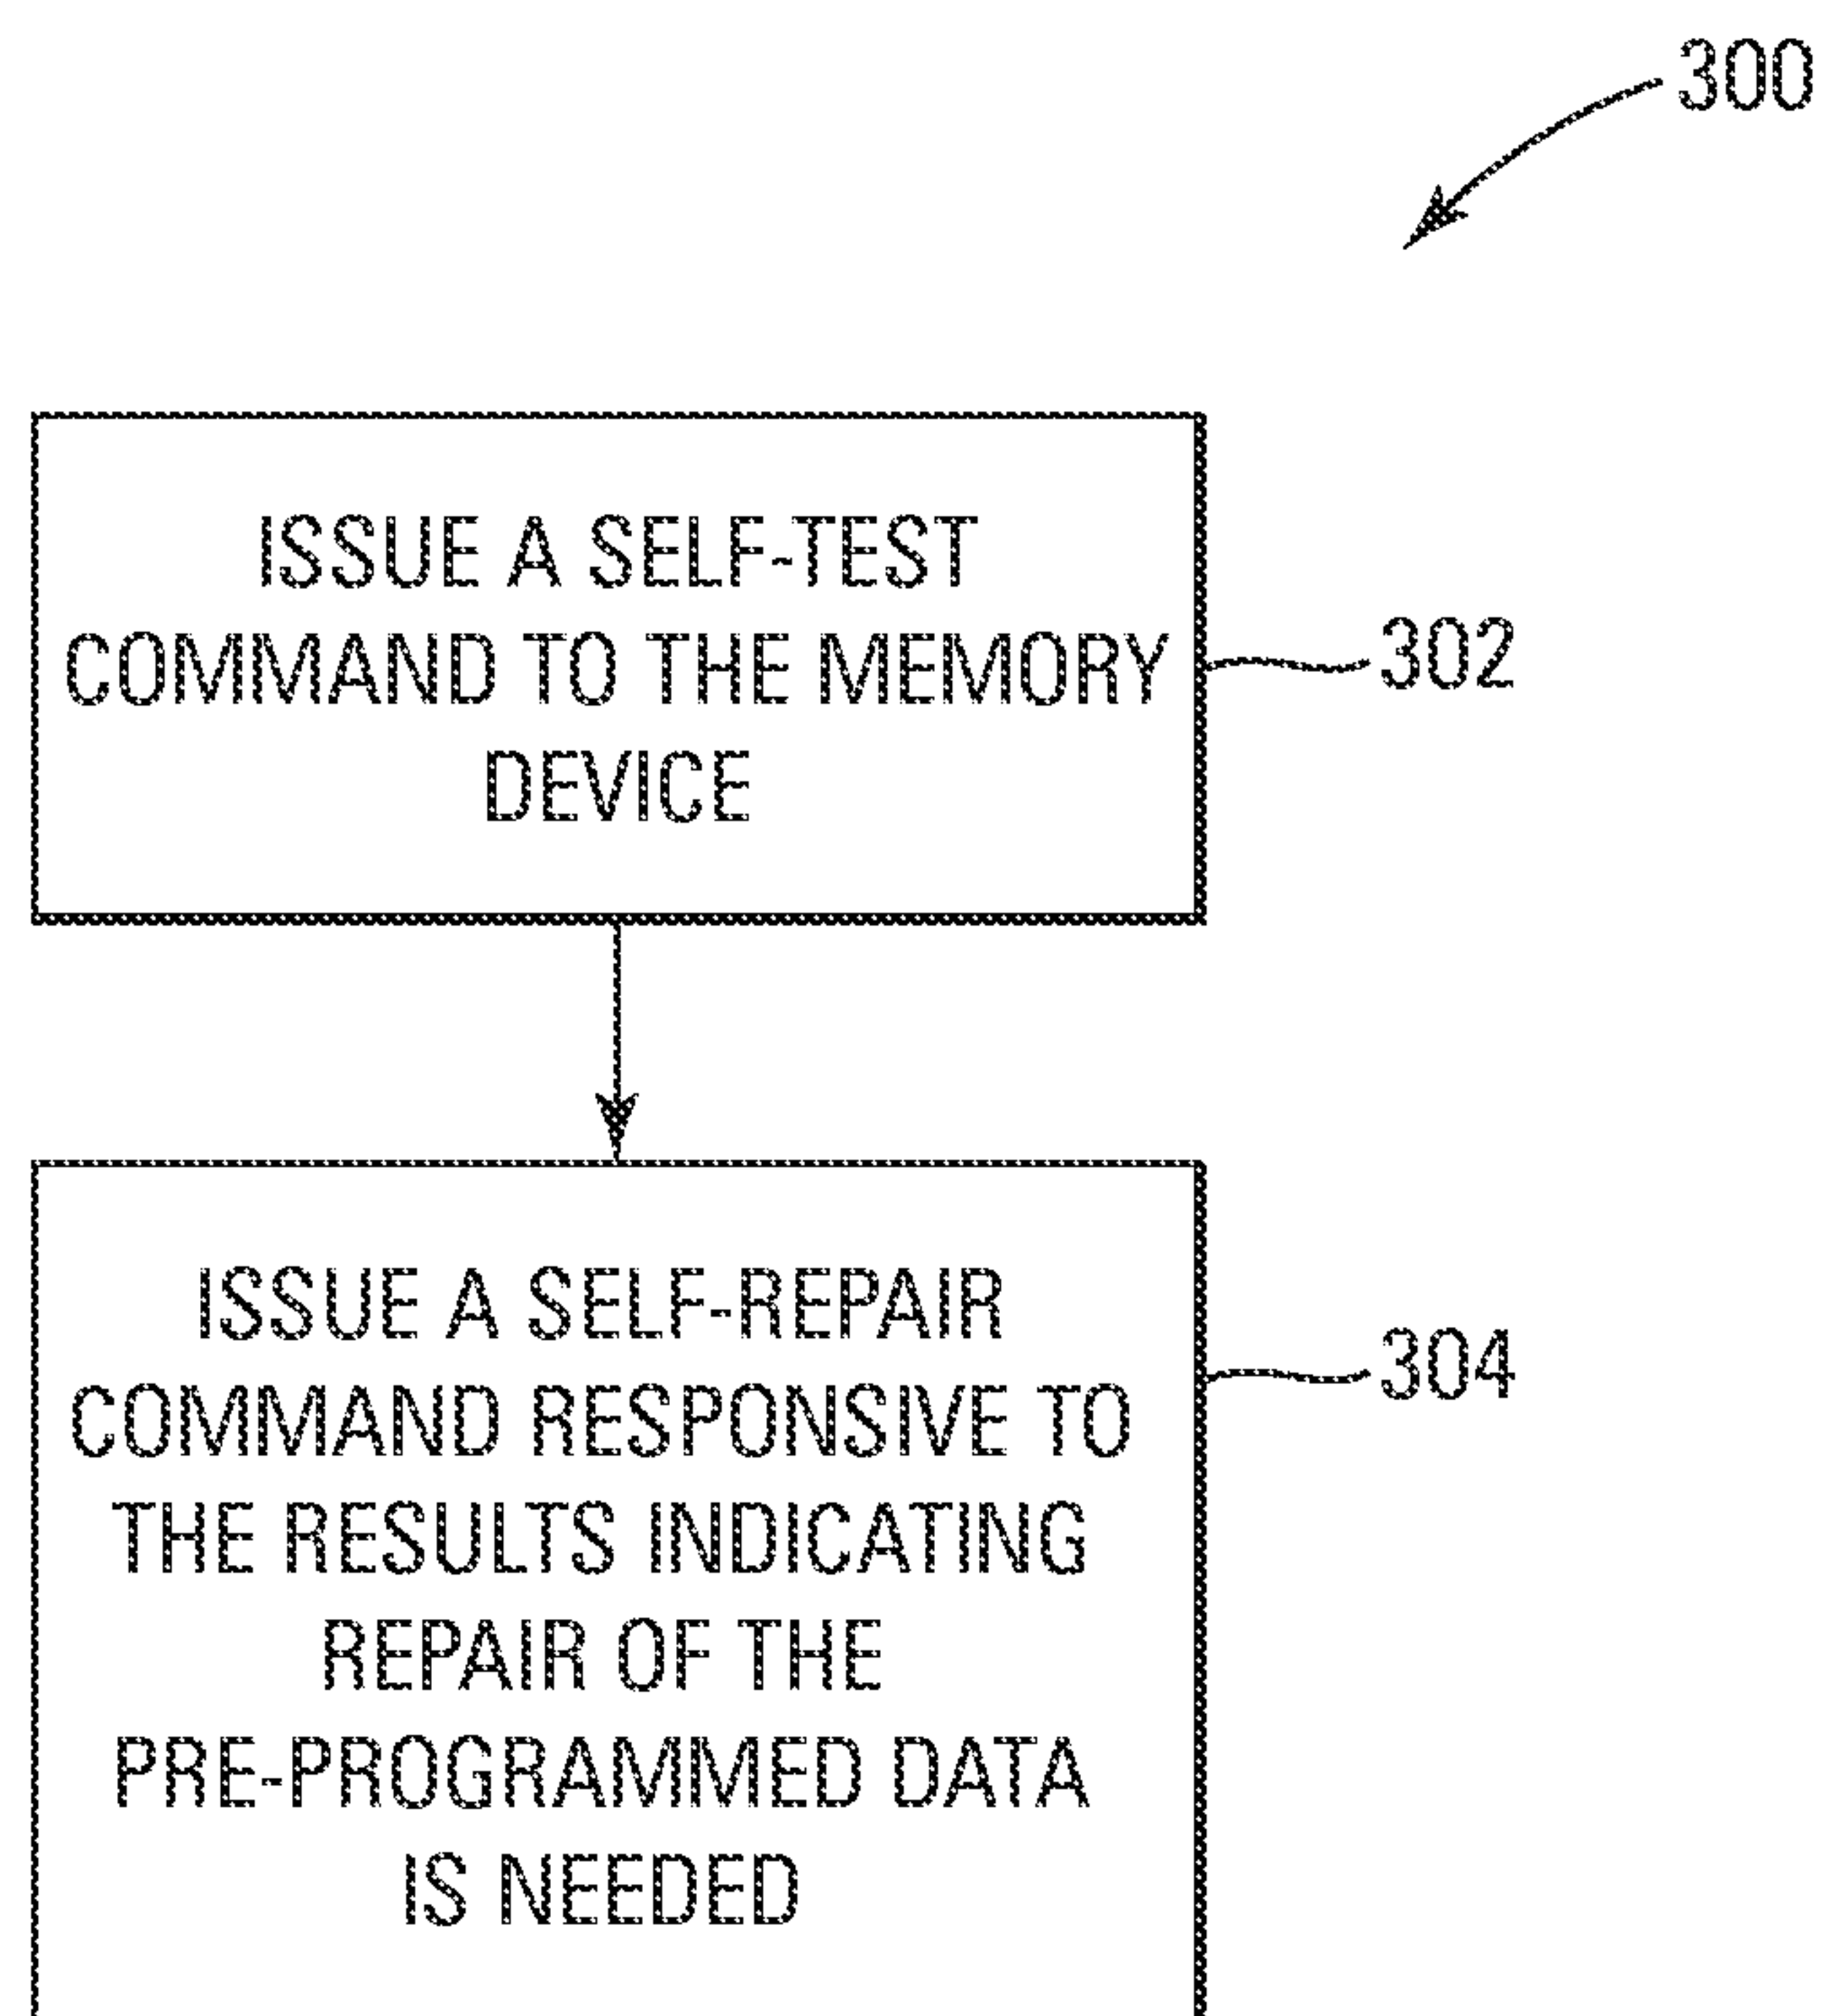 300
ISSUE A SELF-TEST
COMMAND TO THE MEMORY
DEVICE
302
ISSUE A SELF-REPAIR
COMMAND RESPONSIVE TO
THE RESULTS INDICATING
REPAIR OF THE
PRE-PROGRAMMED DATA
IS NEEDED
304